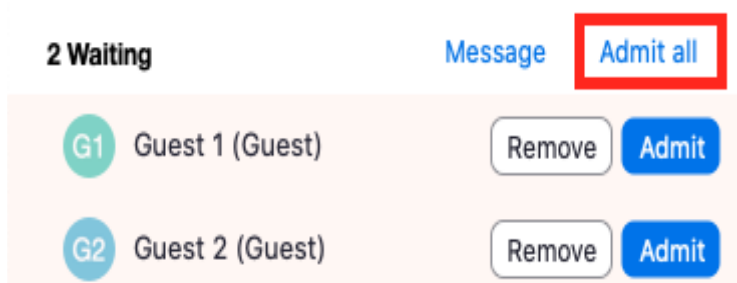 2 Waiting Message Admit all
G1 Guest 1 (Guest) Remove Admit
G2 Guest 2 (Guest) Remove Admit